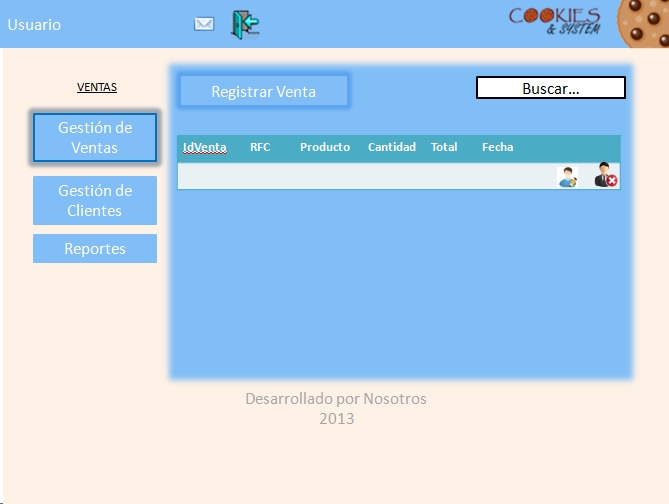 Usuario
COOKIES
& SYSTEM
VENTAS
Gestión de
Ventas
Gestión de
Clientes
Reportes
Registrar Venta
Buscar...
IdVenta RFC Producto Cantidad Total Fecha
Desarrollado por Nosotros
2013